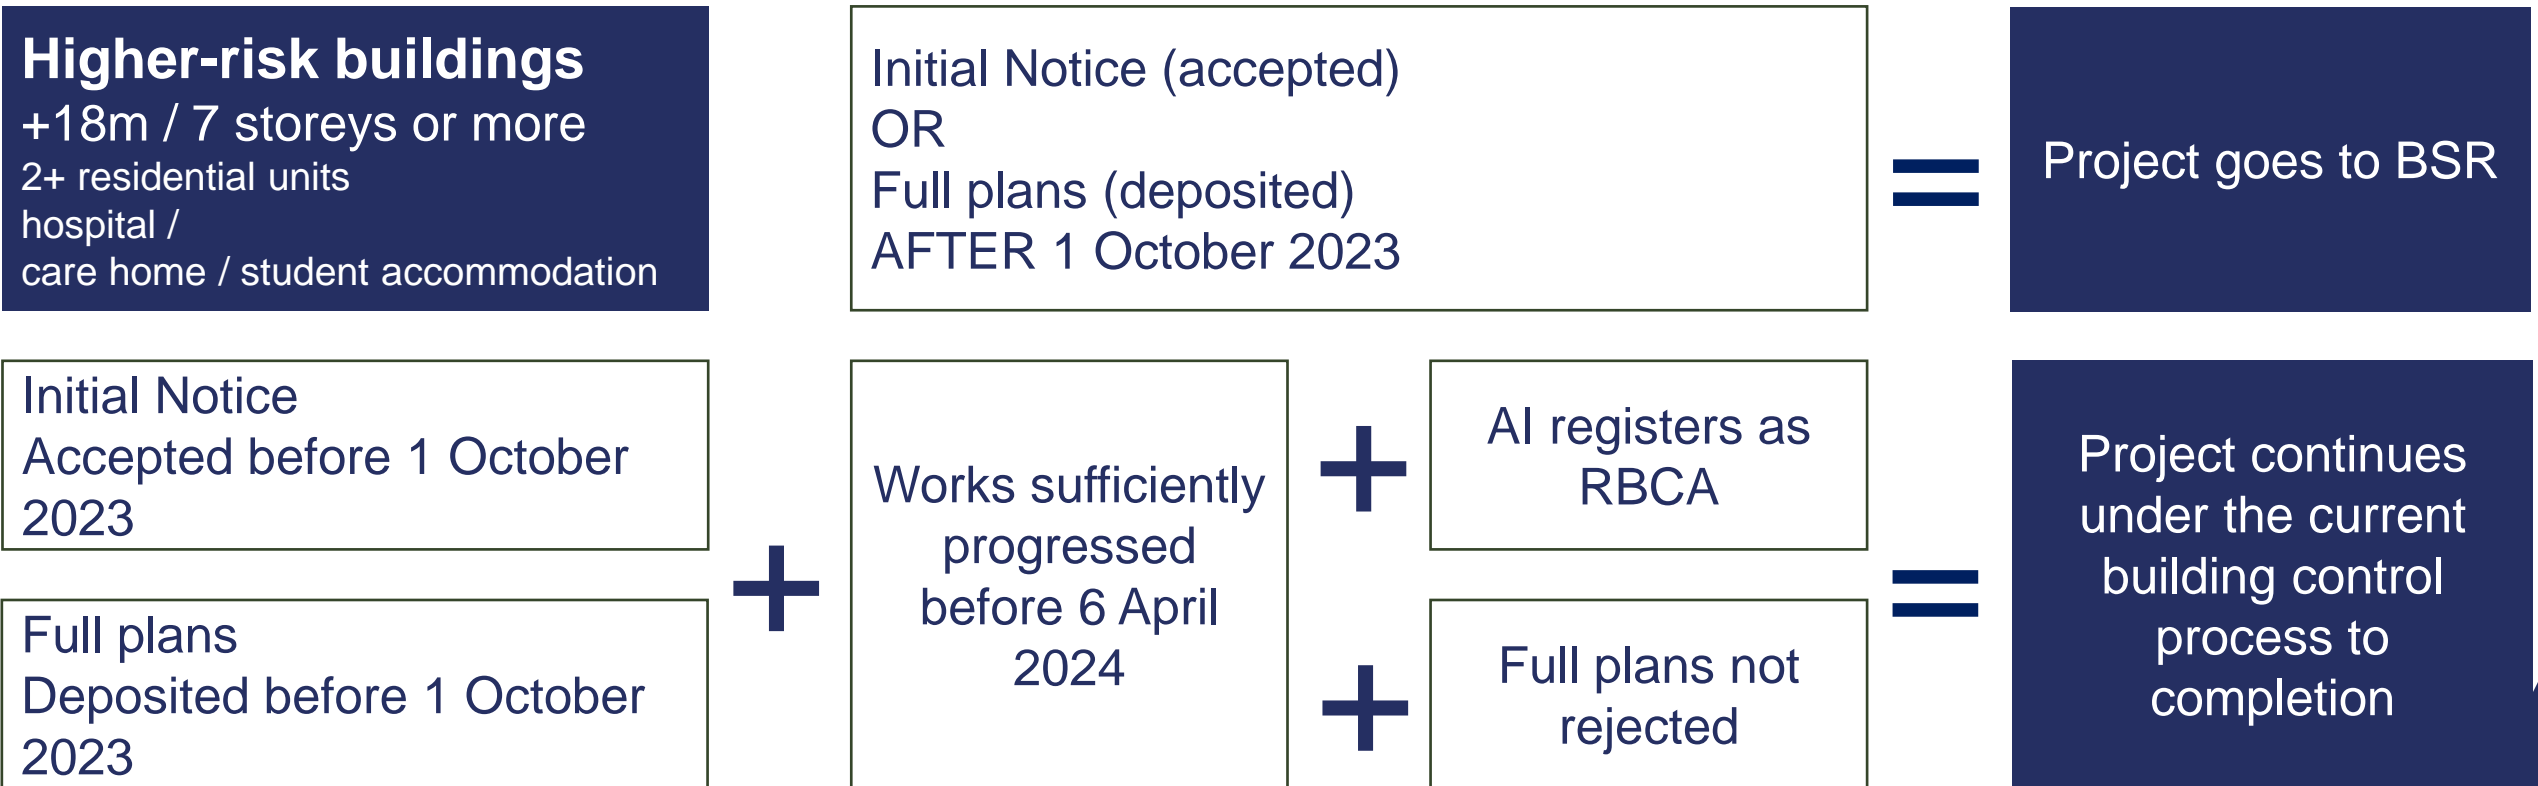 Higher-risk buildings
+18m / 7 storeys or more
2+ residential units
hospital /
care home / student accommodation
Initial Notice (accepted)
OR
Full plans (deposited)
AFTER 1 October 2023
=
Project goes to BSR
Initial Notice
Accepted before 1 October
2023
Full plans
Deposited before 1 October
2023
+
Works sufficiently
progressed
before 6 April
2024
+
AI registers as
RBCA
+
Full plans not
rejected
=
Project continues
under the current
building control
process to
completion